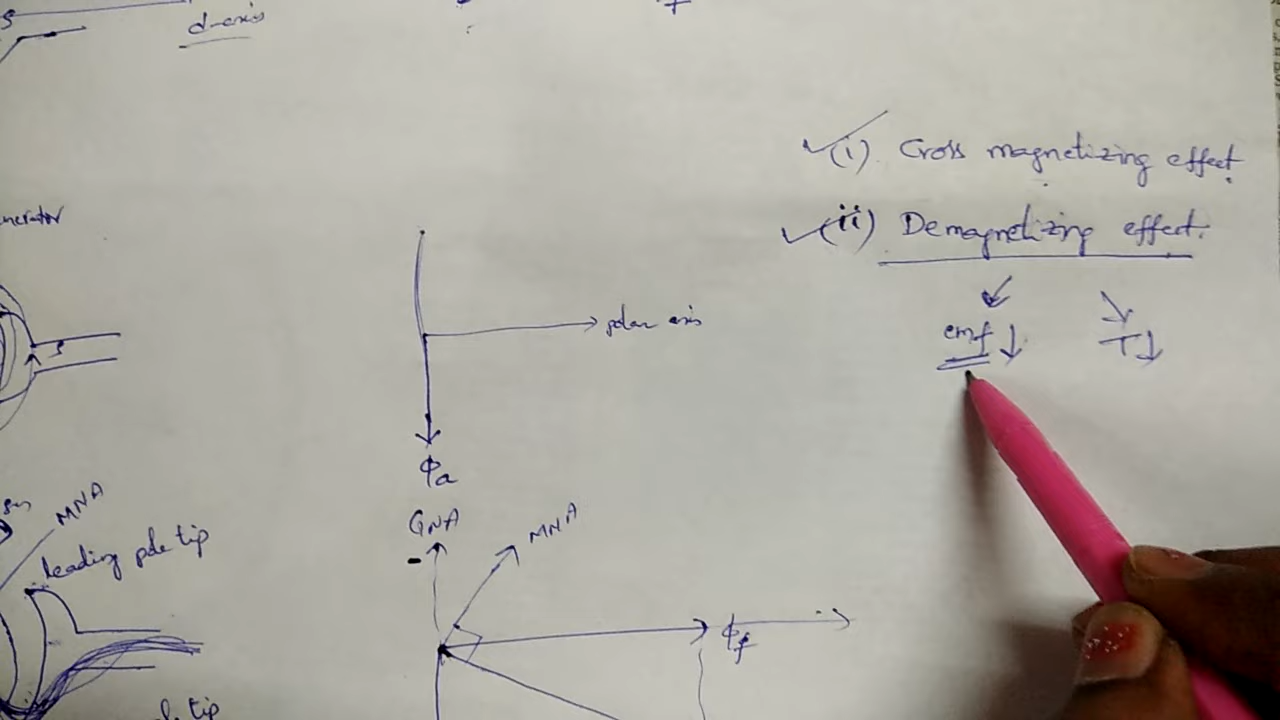 d-axis
(i) Cross magnetizing effect.
(ii) Demagnetizing effect.
emf↓ T↓
polar axis
Φa
GNA
MNA
Φf
MNA
leading pole tip
tip